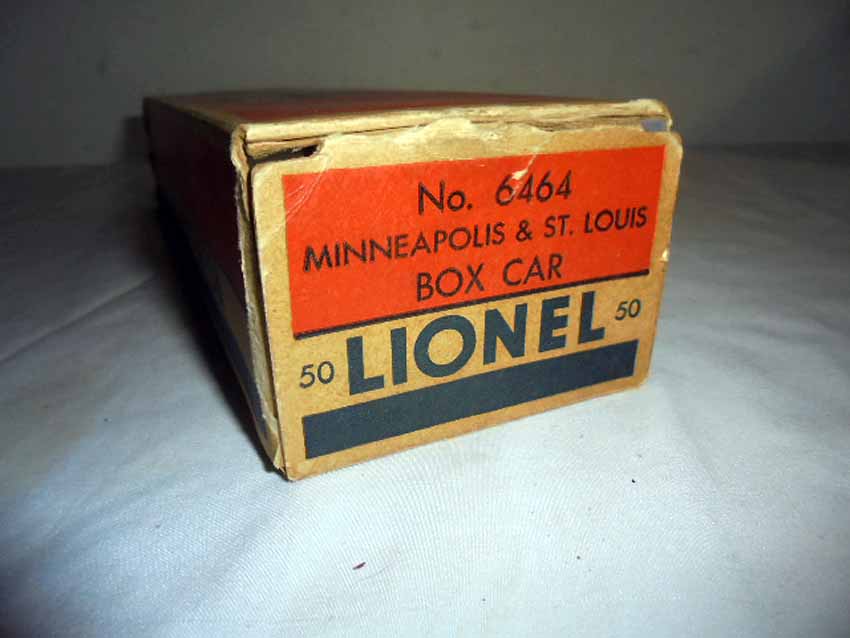 No. 6464
MINNEAPOLIS & ST. LOUIS
BOX CAR
50 LIONEL 50